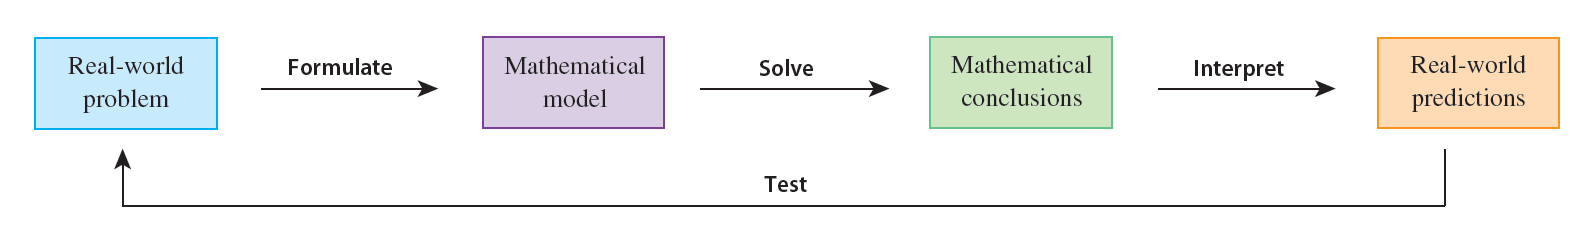 Real-world
problem
Formulate
Mathematical
model
Solve
Mathematical
conclusions
Interpret
Real-world
predictions
Test